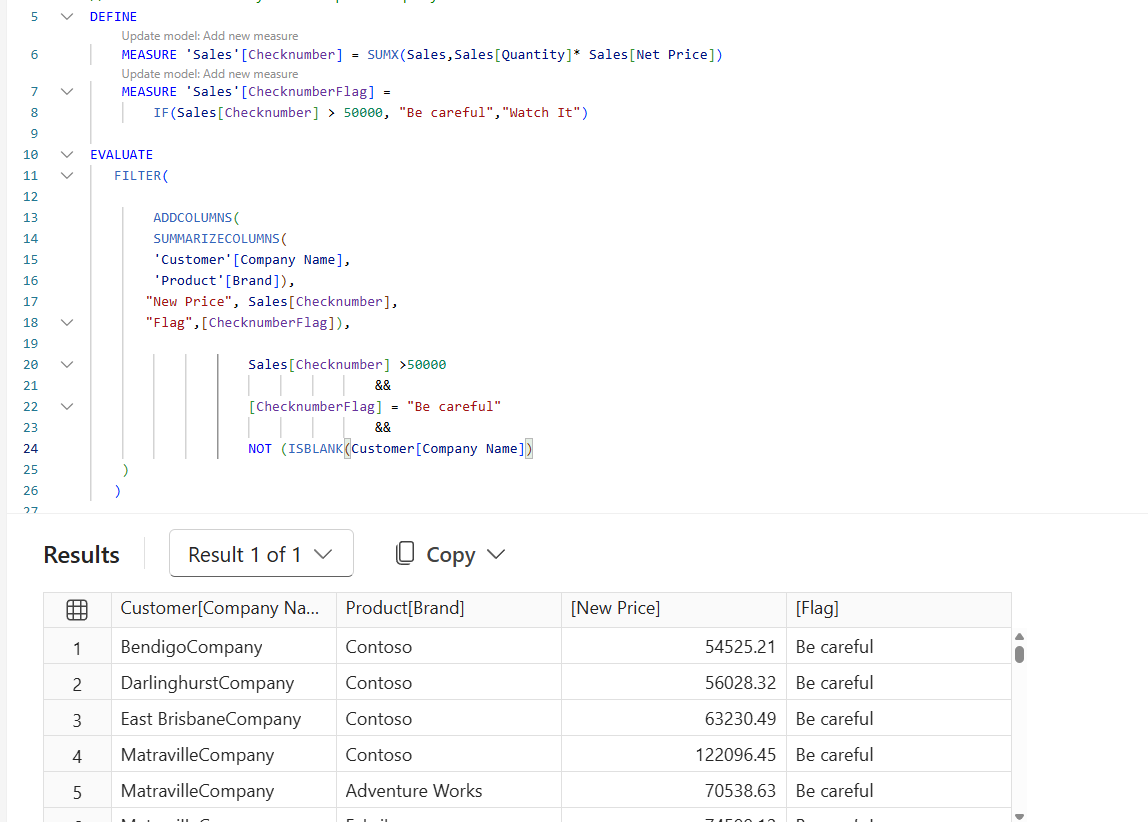 5 DEFINE
Update model: Add new measure
6 MEASURE 'Sales'[Checknumber] = SUMX(Sales,Sales[Quantity]* Sales[Net Price])
Update model: Add new measure
7 MEASURE 'Sales'[ChecknumberFlag] =
8 IF(Sales[Checknumber] > 50000, "Be careful","Watch It")
9
10 EVALUATE
11 FILTER(
12
13 ADDCOLUMNS(
14 SUMMARIZECOLUMNS(
15 'Customer'[Company Name],
16 'Product'[Brand]),
17 "New Price", Sales[Checknumber],
18 "Flag",[ChecknumberFlag]),
19
20 Sales[Checknumber] >50000
21 &&
22 [ChecknumberFlag] = "Be careful"
23 &&
24 NOT (ISBLANK(Customer[Company Name])
25 )
26 )
27
Results Result 1 of 1 Copy
Customer[Company Na... Product[Brand] [New Price] [Flag]
1 BendigoCompany Contoso 54525.21 Be careful
2 DarlinghurstCompany Contoso 56028.32 Be careful
3 East BrisbaneCompany Contoso 63230.49 Be careful
4 MatravilleCompany Contoso 122096.45 Be careful
5 MatravilleCompany Adventure Works 70538.63 Be careful